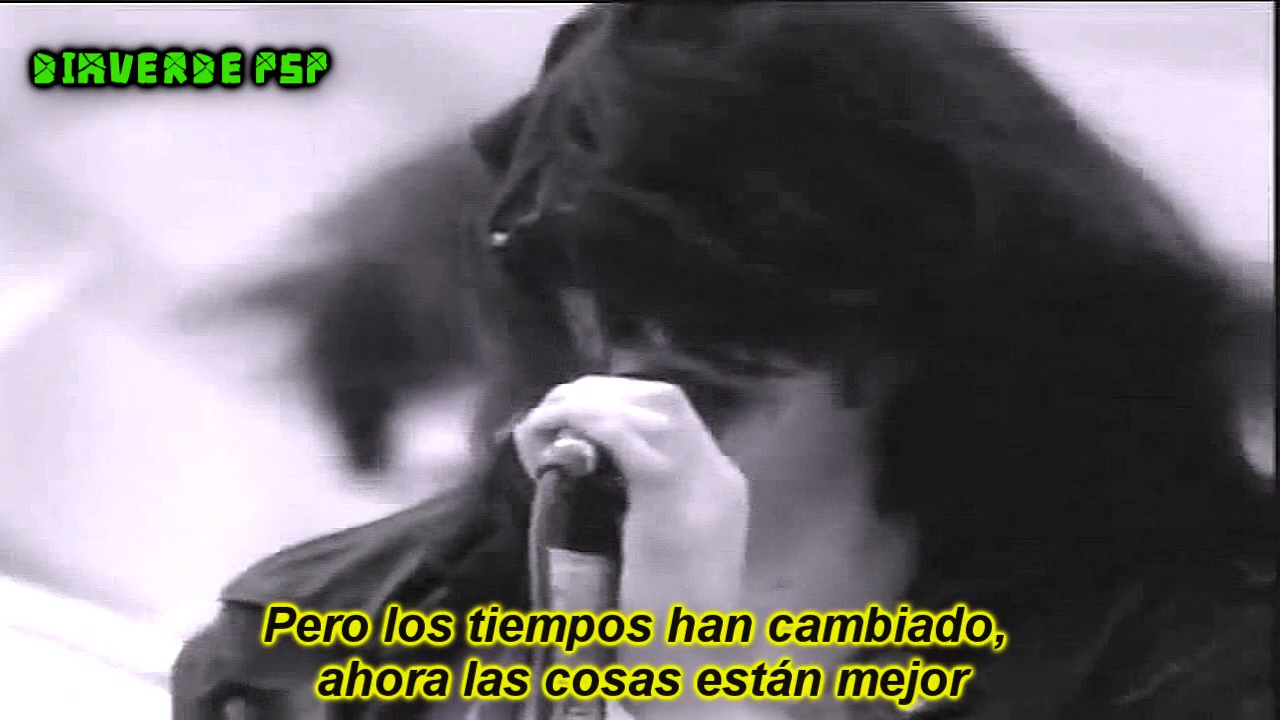 DIAVERDE PSP
Pero los tiempos han cambiado,
ahora las cosas están mejor